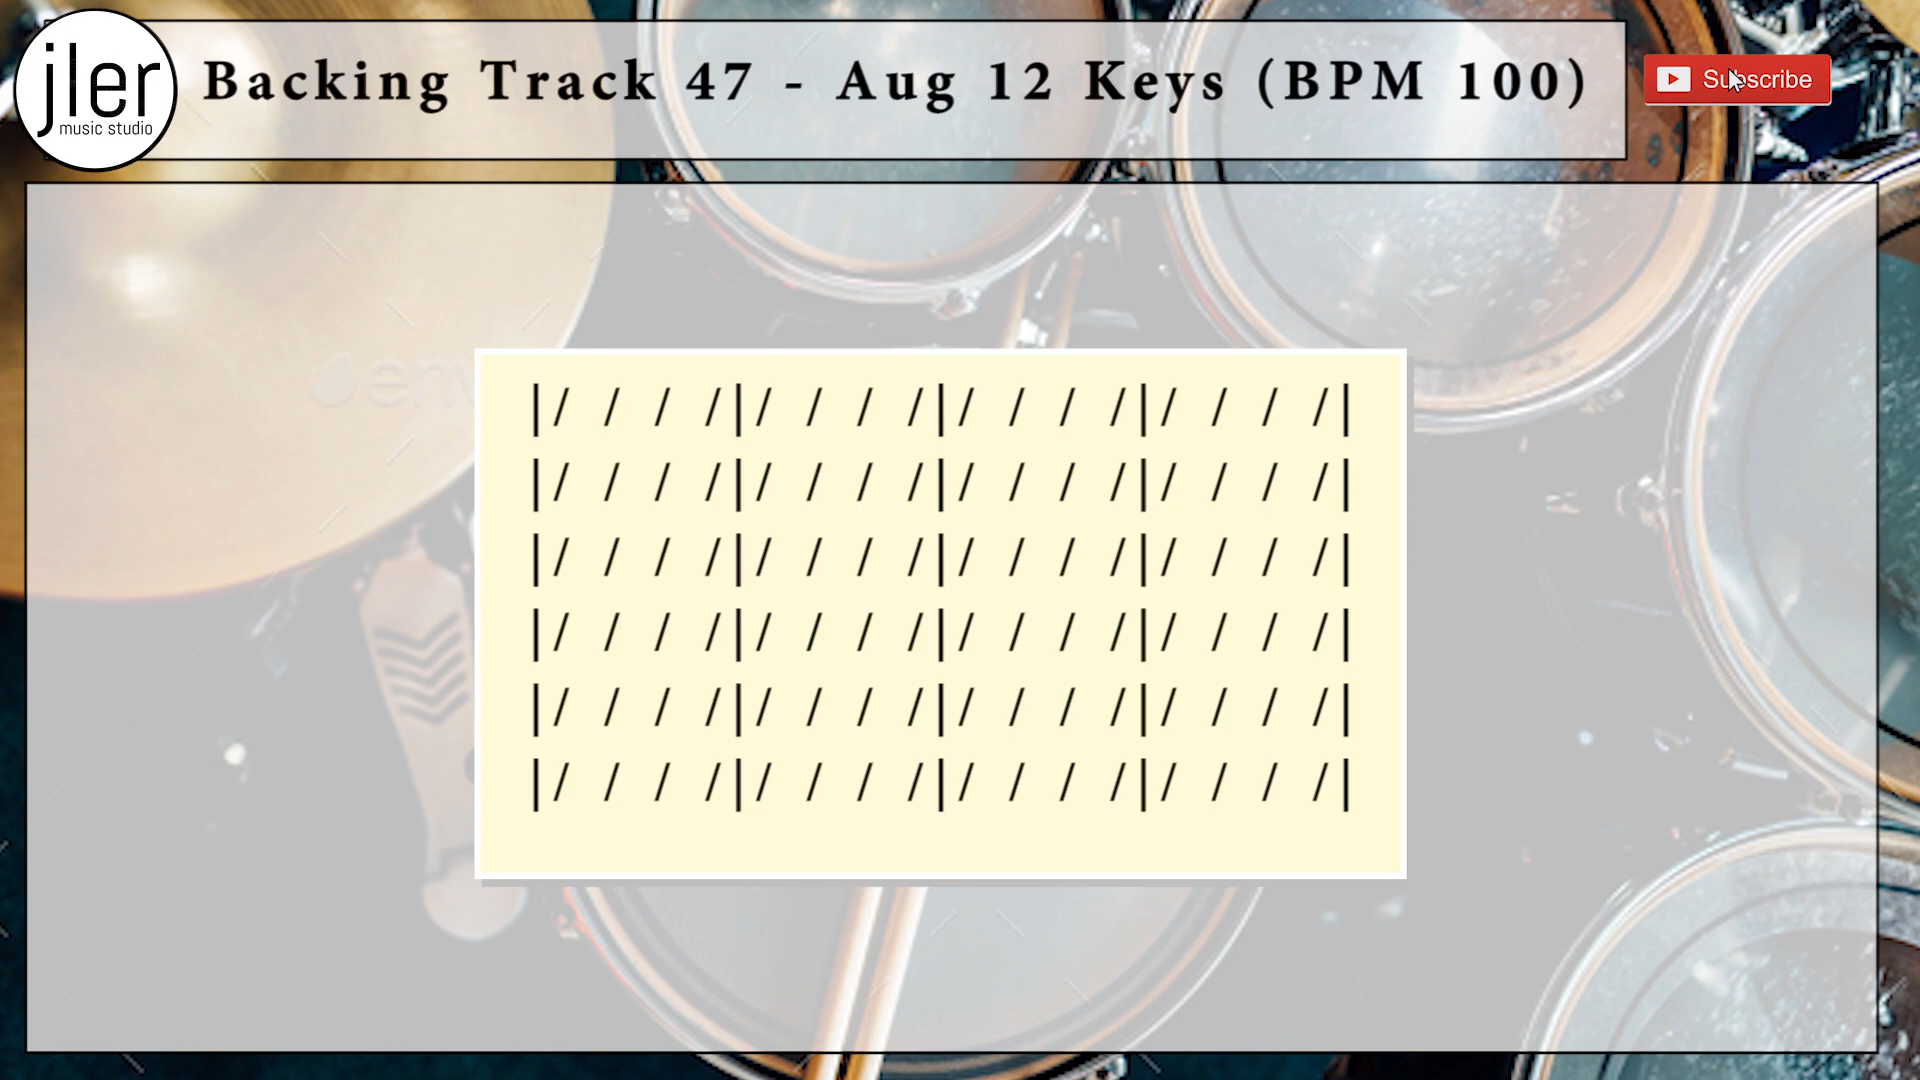 jler
music studio
Backing Track 47 - Aug 12 Keys (BPM 100)
Subscribe
|/ / / /|/ / / /|/ / / /|/ / / /|
|/ / / /|/ / / /|/ / / /|/ / / /|
|/ / / /|/ / / /|/ / / /|/ / / /|
|/ / / /|/ / / /|/ / / /|/ / / /|
|/ / / /|/ / / /|/ / / /|/ / / /|
|/ / / /|/ / / /|/ / / /|/ / / /|